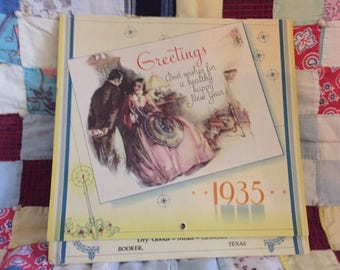 Greetings
Best wishes for
a healthy
happy
New Year!
1935
Dry Goods - Meats - Groceries
BOOKER, TEXAS